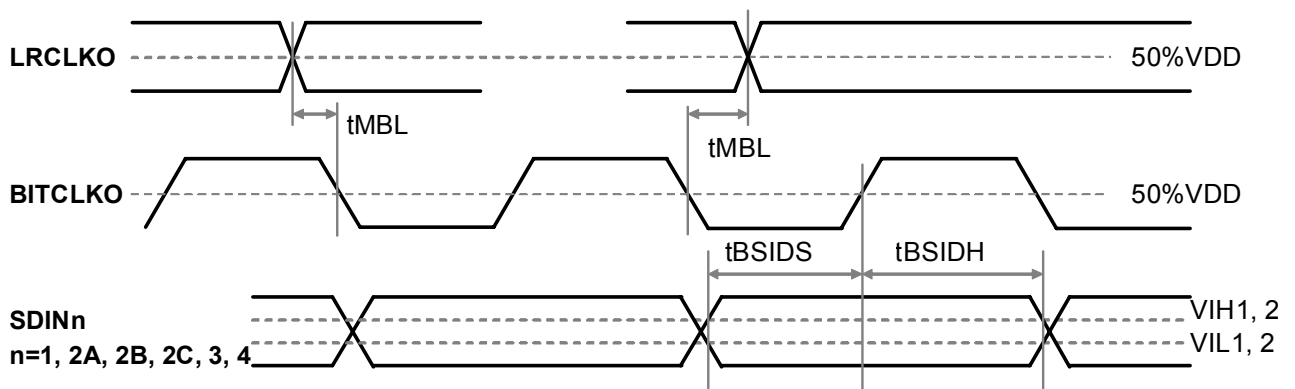 LRCLKO
50%VDD
tMBL
tMBL
BITCLKO
50%VDD
tBSIDS
tBSIDH
SDINn
n=1, 2A, 2B, 2C, 3, 4
VIH1, 2
VIL1, 2